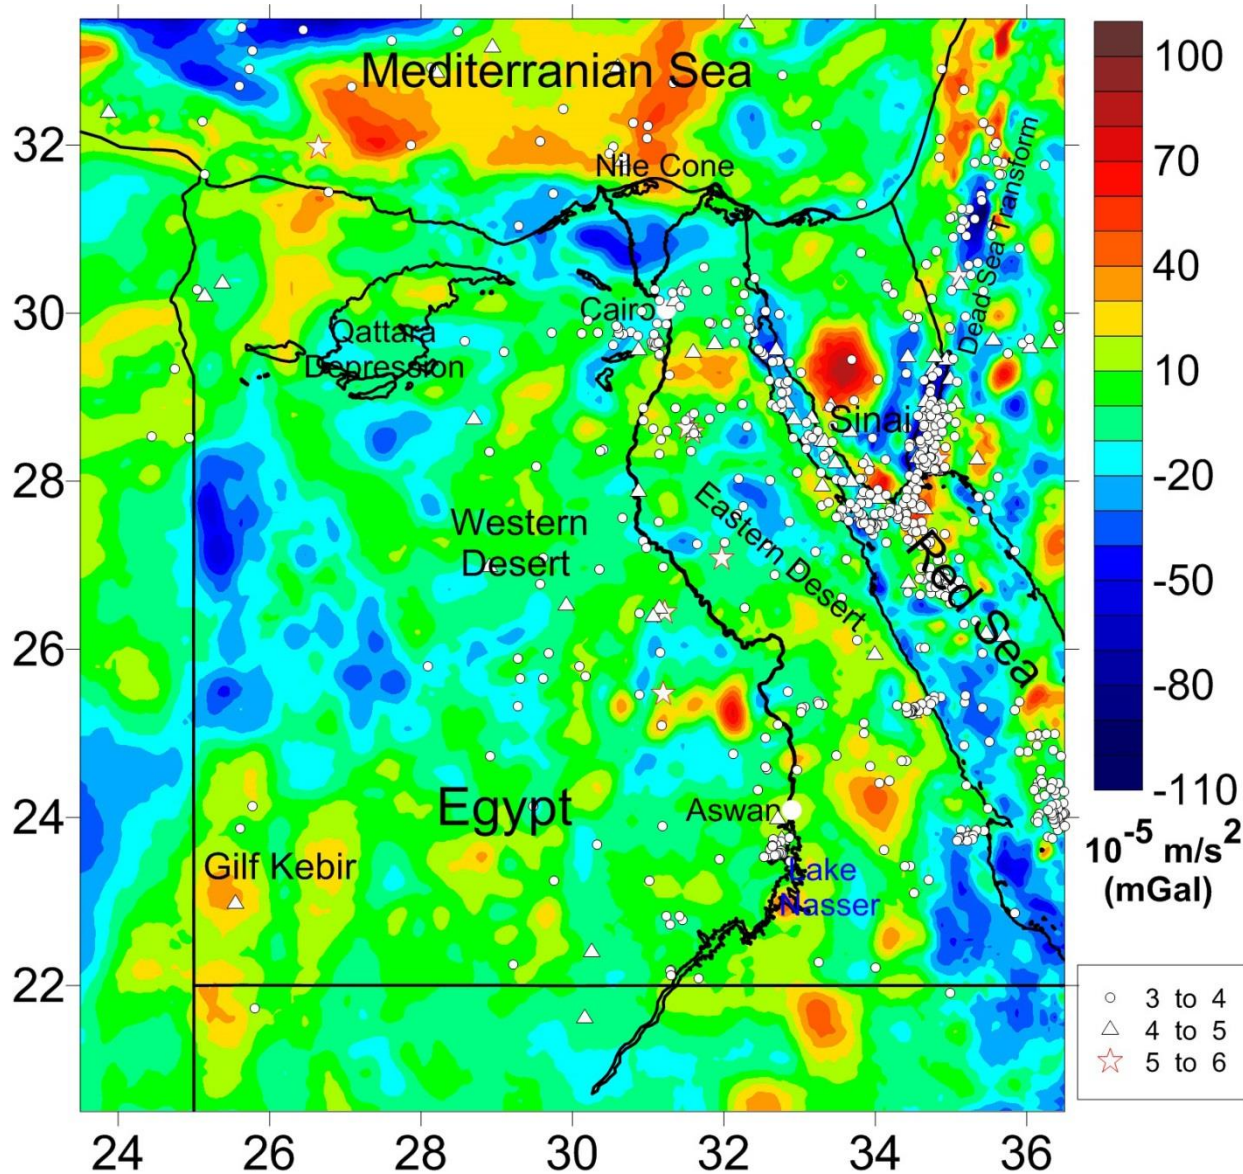 Mediterranian Sea
Nile Cone
Dead Sea Transform
Cairo
Qattara
Depression
Sinai
Western
Desert
Eastern Desert
Red Sea
Egypt
Aswan
Gilf Kebir
Lake
Nasser
32
30
28
26
24
22
24 26 28 30 32 34 36
100
70
40
10
-20
-50
-80
-110
10⁻⁵ m/s²
(mGal)
3 to 4
4 to 5
5 to 6